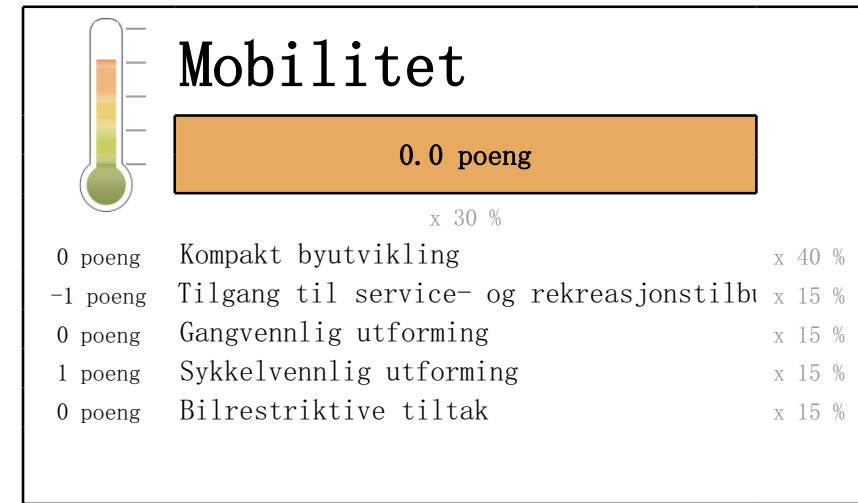 Mobilitet
0.0 poeng
x 30 %
0 poeng Kompakt byutvikling x 40 %
-1 poeng Tilgang til service- og rekreasjonstilbu x 15 %
0 poeng Gangvennlig utforming x 15 %
1 poeng Sykkelvennlig utforming x 15 %
0 poeng Bilrestriktive tiltak x 15 %